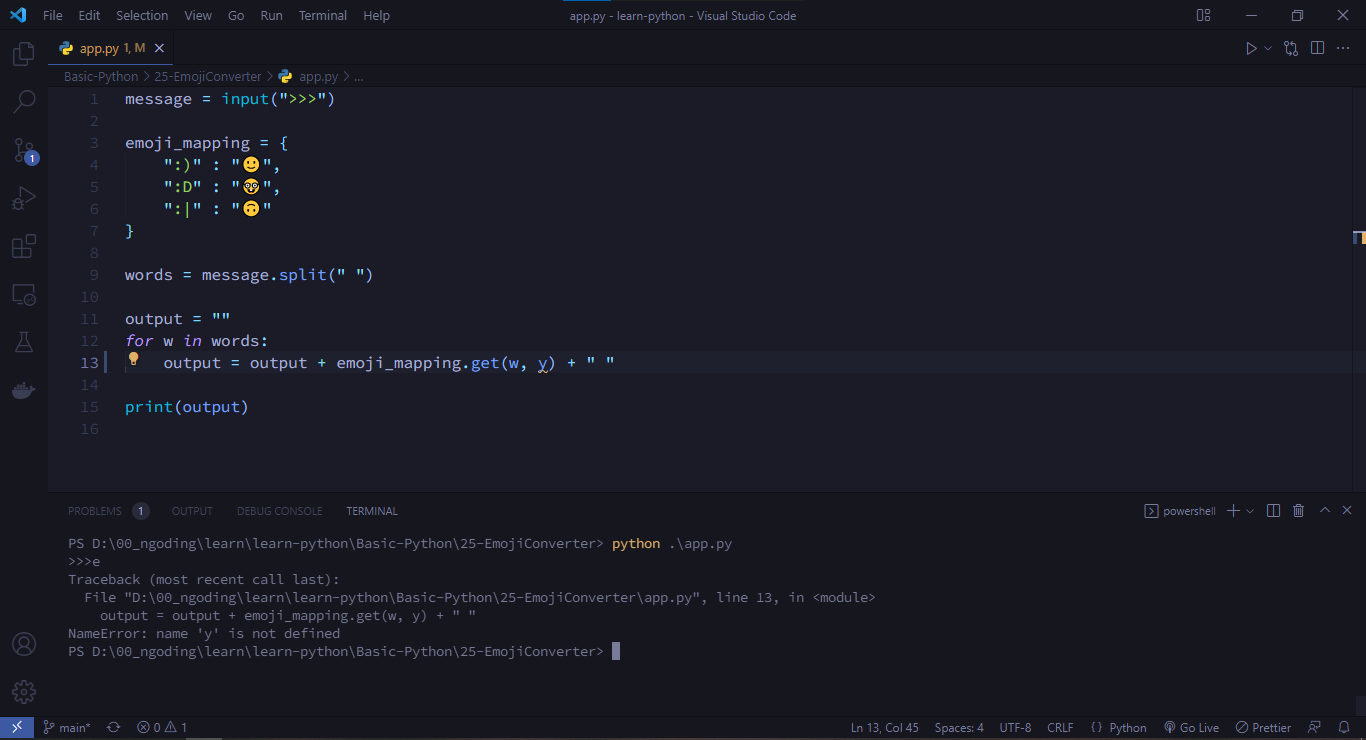 File Edit Selection View Go Run Terminal Help app.py - learn-python - Visual Studio Code
app.py 1, M
Basic-Python > 25-EmojiConverter > app.py > ...
1 message = input(">>>")
2
3 emoji_mapping = {
4 ":)" : "🙂",
5 ":D" : "🤓",
6 ":|" : "🙃"
7 }
8
9 words = message.split(" ")
10
11 output = ""
12 for w in words:
13 output = output + emoji_mapping.get(w, y) + " "
14
15 print(output)
16
1
PROBLEMS 1 OUTPUT DEBUG CONSOLE TERMINAL powershell
PS D:\00_ngoding\learn\learn-python\Basic-Python\25-EmojiConverter> python .\app.py
>>>e
Traceback (most recent call last):
File "D:\00_ngoding\learn\learn-python\Basic-Python\25-EmojiConverter\app.py", line 13, in <module>
output = output + emoji_mapping.get(w, y) + " "
NameError: name 'y' is not defined
PS D:\00_ngoding\learn\learn-python\Basic-Python\25-EmojiConverter>
main* 0 1 Ln 13, Col 45 Spaces: 4 UTF-8 CRLF {} Python Go Live Prettier